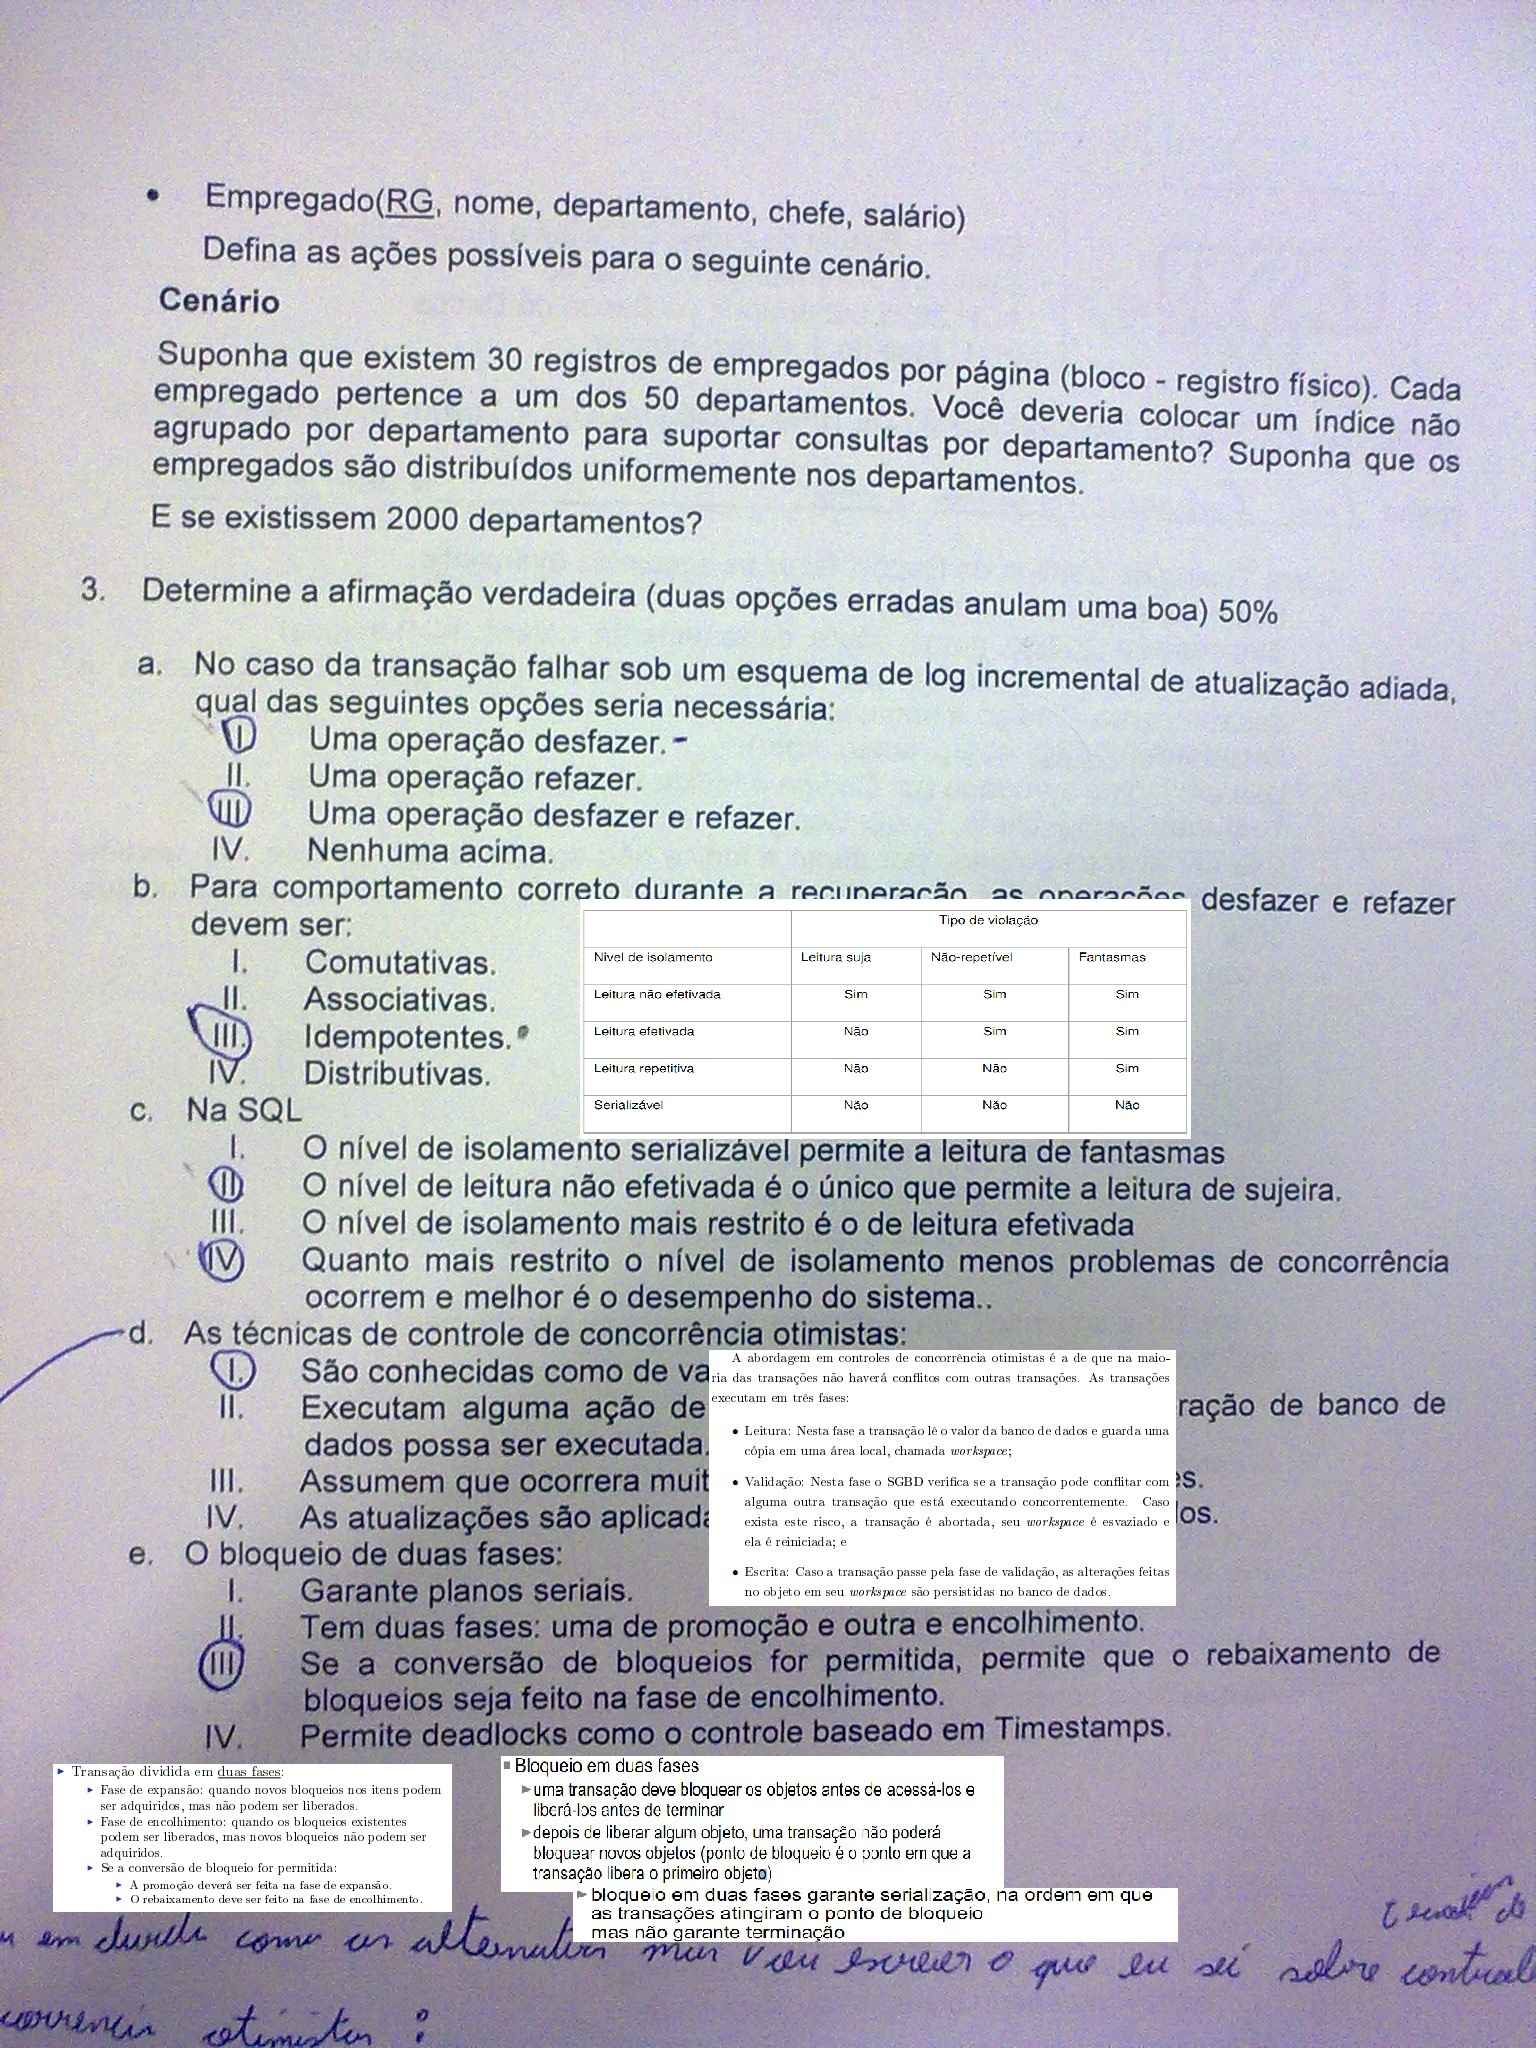 • Empregado(RG, nome, departamento, chefe, salário)
Defina as ações possíveis para o seguinte cenário.
Cenário
Suponha que existem 30 registros de empregados por página (bloco - registro físico). Cada
empregado pertence a um dos 50 departamentos. Você deveria colocar um índice não
agrupado por departamento para suportar consultas por departamento? Suponha que os
empregados são distribuídos uniformemente nos departamentos.
E se existissem 2000 departamentos?
3. Determine a afirmação verdadeira (duas opções erradas anulam uma boa) 50%
a. No caso da transação falhar sob um esquema de log incremental de atualização adiada,
qual das seguintes opções seria necessária:
I Uma operação desfazer. -
II. Uma operação refazer.
III Uma operação desfazer e refazer.
IV. Nenhuma acima.
b. Para comportamento correto durante a recuperação, as operações desfazer e refazer
devem ser:
I. Comutativas.
II. Associativas.
III. Idempotentes.
IV. Distributivas.
Tipo de violação
Nivel de isolamento Leitura suja Não-repetível Fantasmas
Leitura não efetivada Sim Sim Sim
Leitura efetivada Não Sim Sim
Leitura repetitiva Não Não Sim
Serializável Não Não Não
c. Na SQL
I. O nível de isolamento serializável permite a leitura de fantasmas
II O nível de leitura não efetivada é o único que permite a leitura de sujeira.
III. O nível de isolamento mais restrito é o de leitura efetivada
IV Quanto mais restrito o nível de isolamento menos problemas de concorrência
ocorrem e melhor é o desempenho do sistema..
d. As técnicas de controle de concorrência otimistas:
I. São conhecidas como de
II. Executam alguma ação de de banco de
dados possa ser executada.
III. Assumem que ocorrera
IV. As atualizações são
A abordagem em controles de concorrência otimistas é a de que na maio-
ria das transações não haverá conflitos com outras transações. As transações
executam em três fases:
• Leitura: Nesta fase a transação lê o valor da banco de dados e guarda uma
cópia em uma área local, chamada workspace;
• Validação: Nesta fase o SGBD verifica se a transação pode conflitar com
alguma outra transação que está executando concorrentemente. Caso
exista este risco, a transação é abortada, seu workspace é esvaziado e
ela é reiniciada; e
• Escrita: Caso a transação passe pela fase de validação, as alterações feitas
no objeto em seu workspace são persistidas no banco de dados.
e. O bloqueio de duas fases:
I. Garante planos seriais.
II. Tem duas fases: uma de promoção e outra e encolhimento.
III Se a conversão de bloqueios for permitida, permite que o rebaixamento de
bloqueios seja feito na fase de encolhimento.
IV. Permite deadlocks como o controle baseado em Timestamps.
Transação dividida em duas fases:
Fase de expansão: quando novos bloqueios nos itens podem
ser adquiridos, mas não podem ser liberados.
Fase de encolhimento: quando os bloqueios existentes
podem ser liberados, mas novos bloqueios não podem ser
adquiridos.
Se a conversão de bloqueio for permitida:
A promoção deverá ser feita na fase de expansão.
O rebaixamento deve ser feito na fase de encolhimento.
Bloqueio em duas fases
uma transação deve bloquear os objetos antes de acessá-los e
liberá-los antes de terminar
depois de liberar algum objeto, uma transação não poderá
bloquear novos objetos (ponto de bloqueio é o ponto em que a
transação libera o primeiro objeto)
bloqueio em duas fases garante serialização, na ordem em que
as transações atingiram o ponto de bloqueio
mas não garante terminação
em duvida como as alternativas mas vou escrever o que eu sei sobre
otimistas :